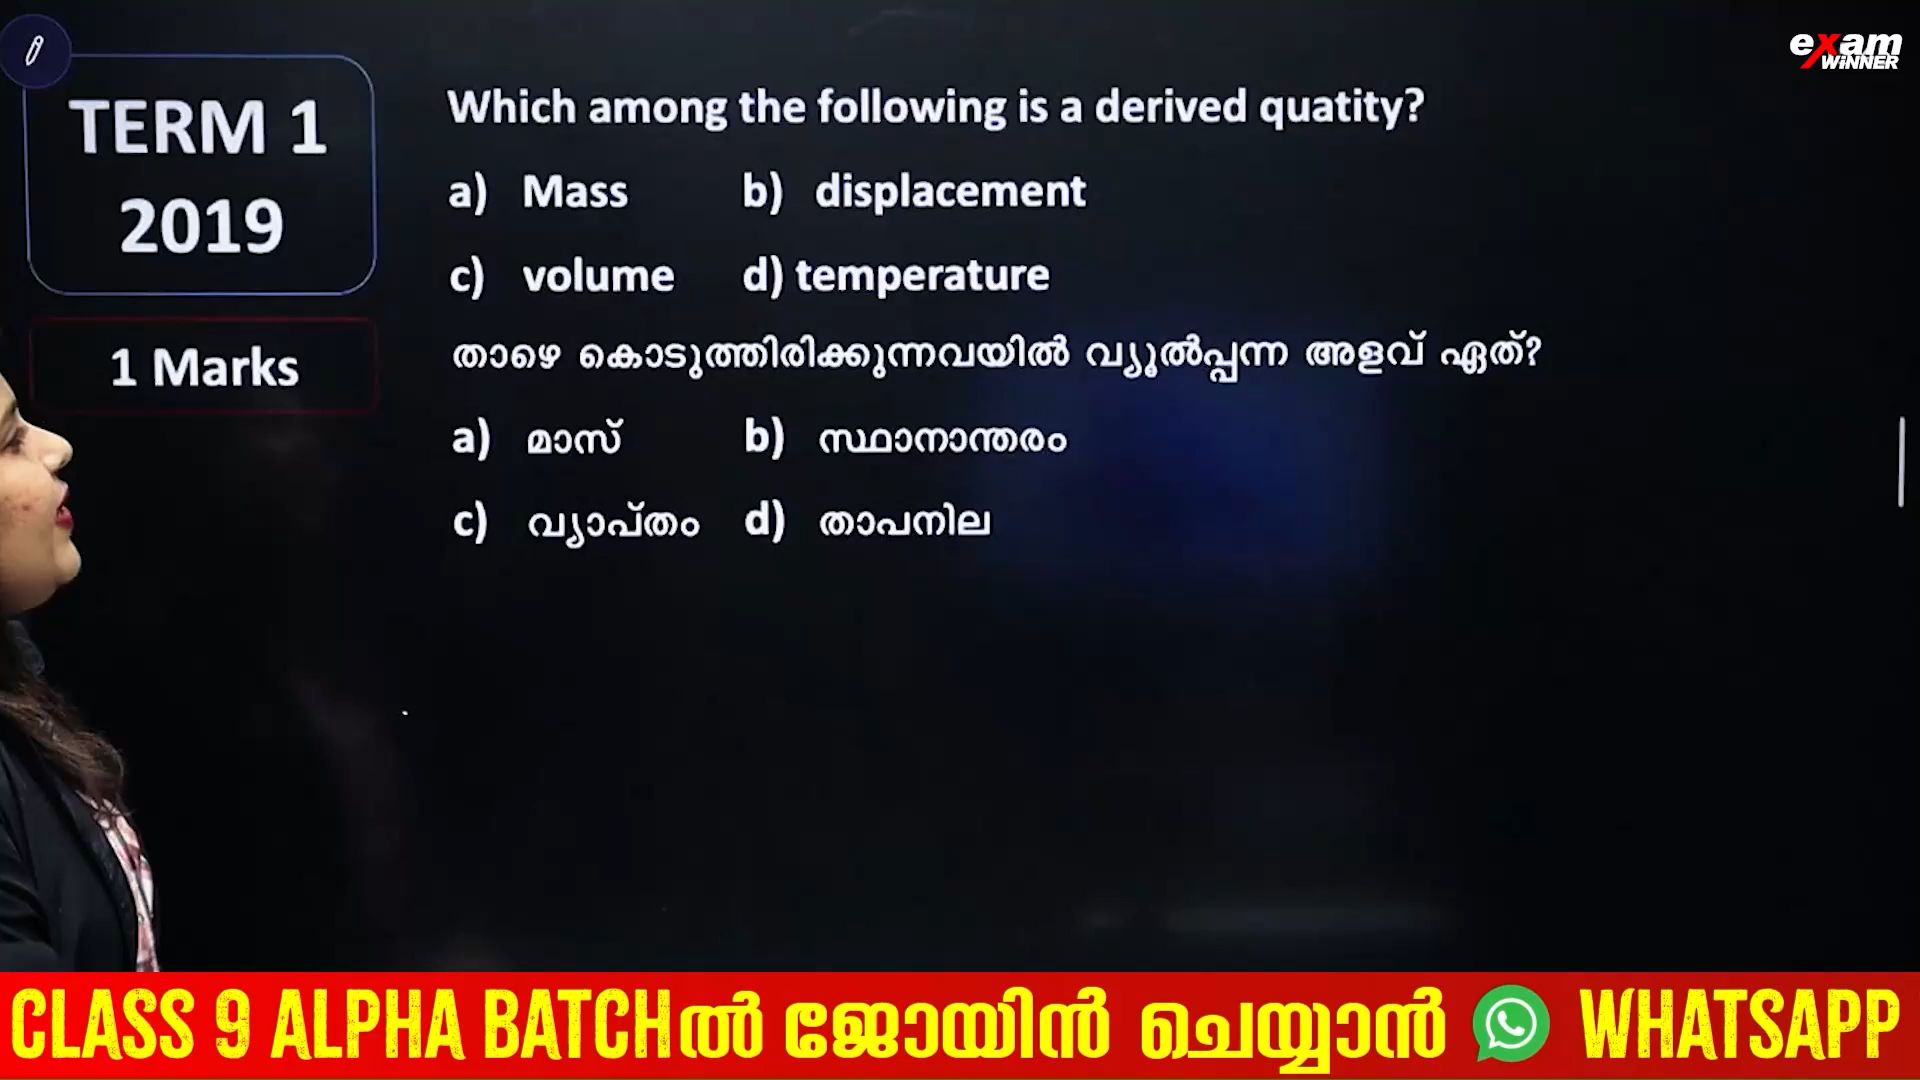 exam
WINNER
TERM 1
2019
1 Marks
Which among the following is a derived quatity?
a) Mass b) displacement
c) volume d) temperature
താഴെ കൊടുത്തിരിക്കുന്നവയിൽ വ്യൂൽപ്പന്ന അളവ് ഏത്?
a) മാസ് b) സ്ഥാനാന്തരം
c) വ്യാപ്തം d) താപനില
CLASS 9 ALPHA BATCHൽ ജോയിൻ ചെയ്യാൻ WHATSAPP